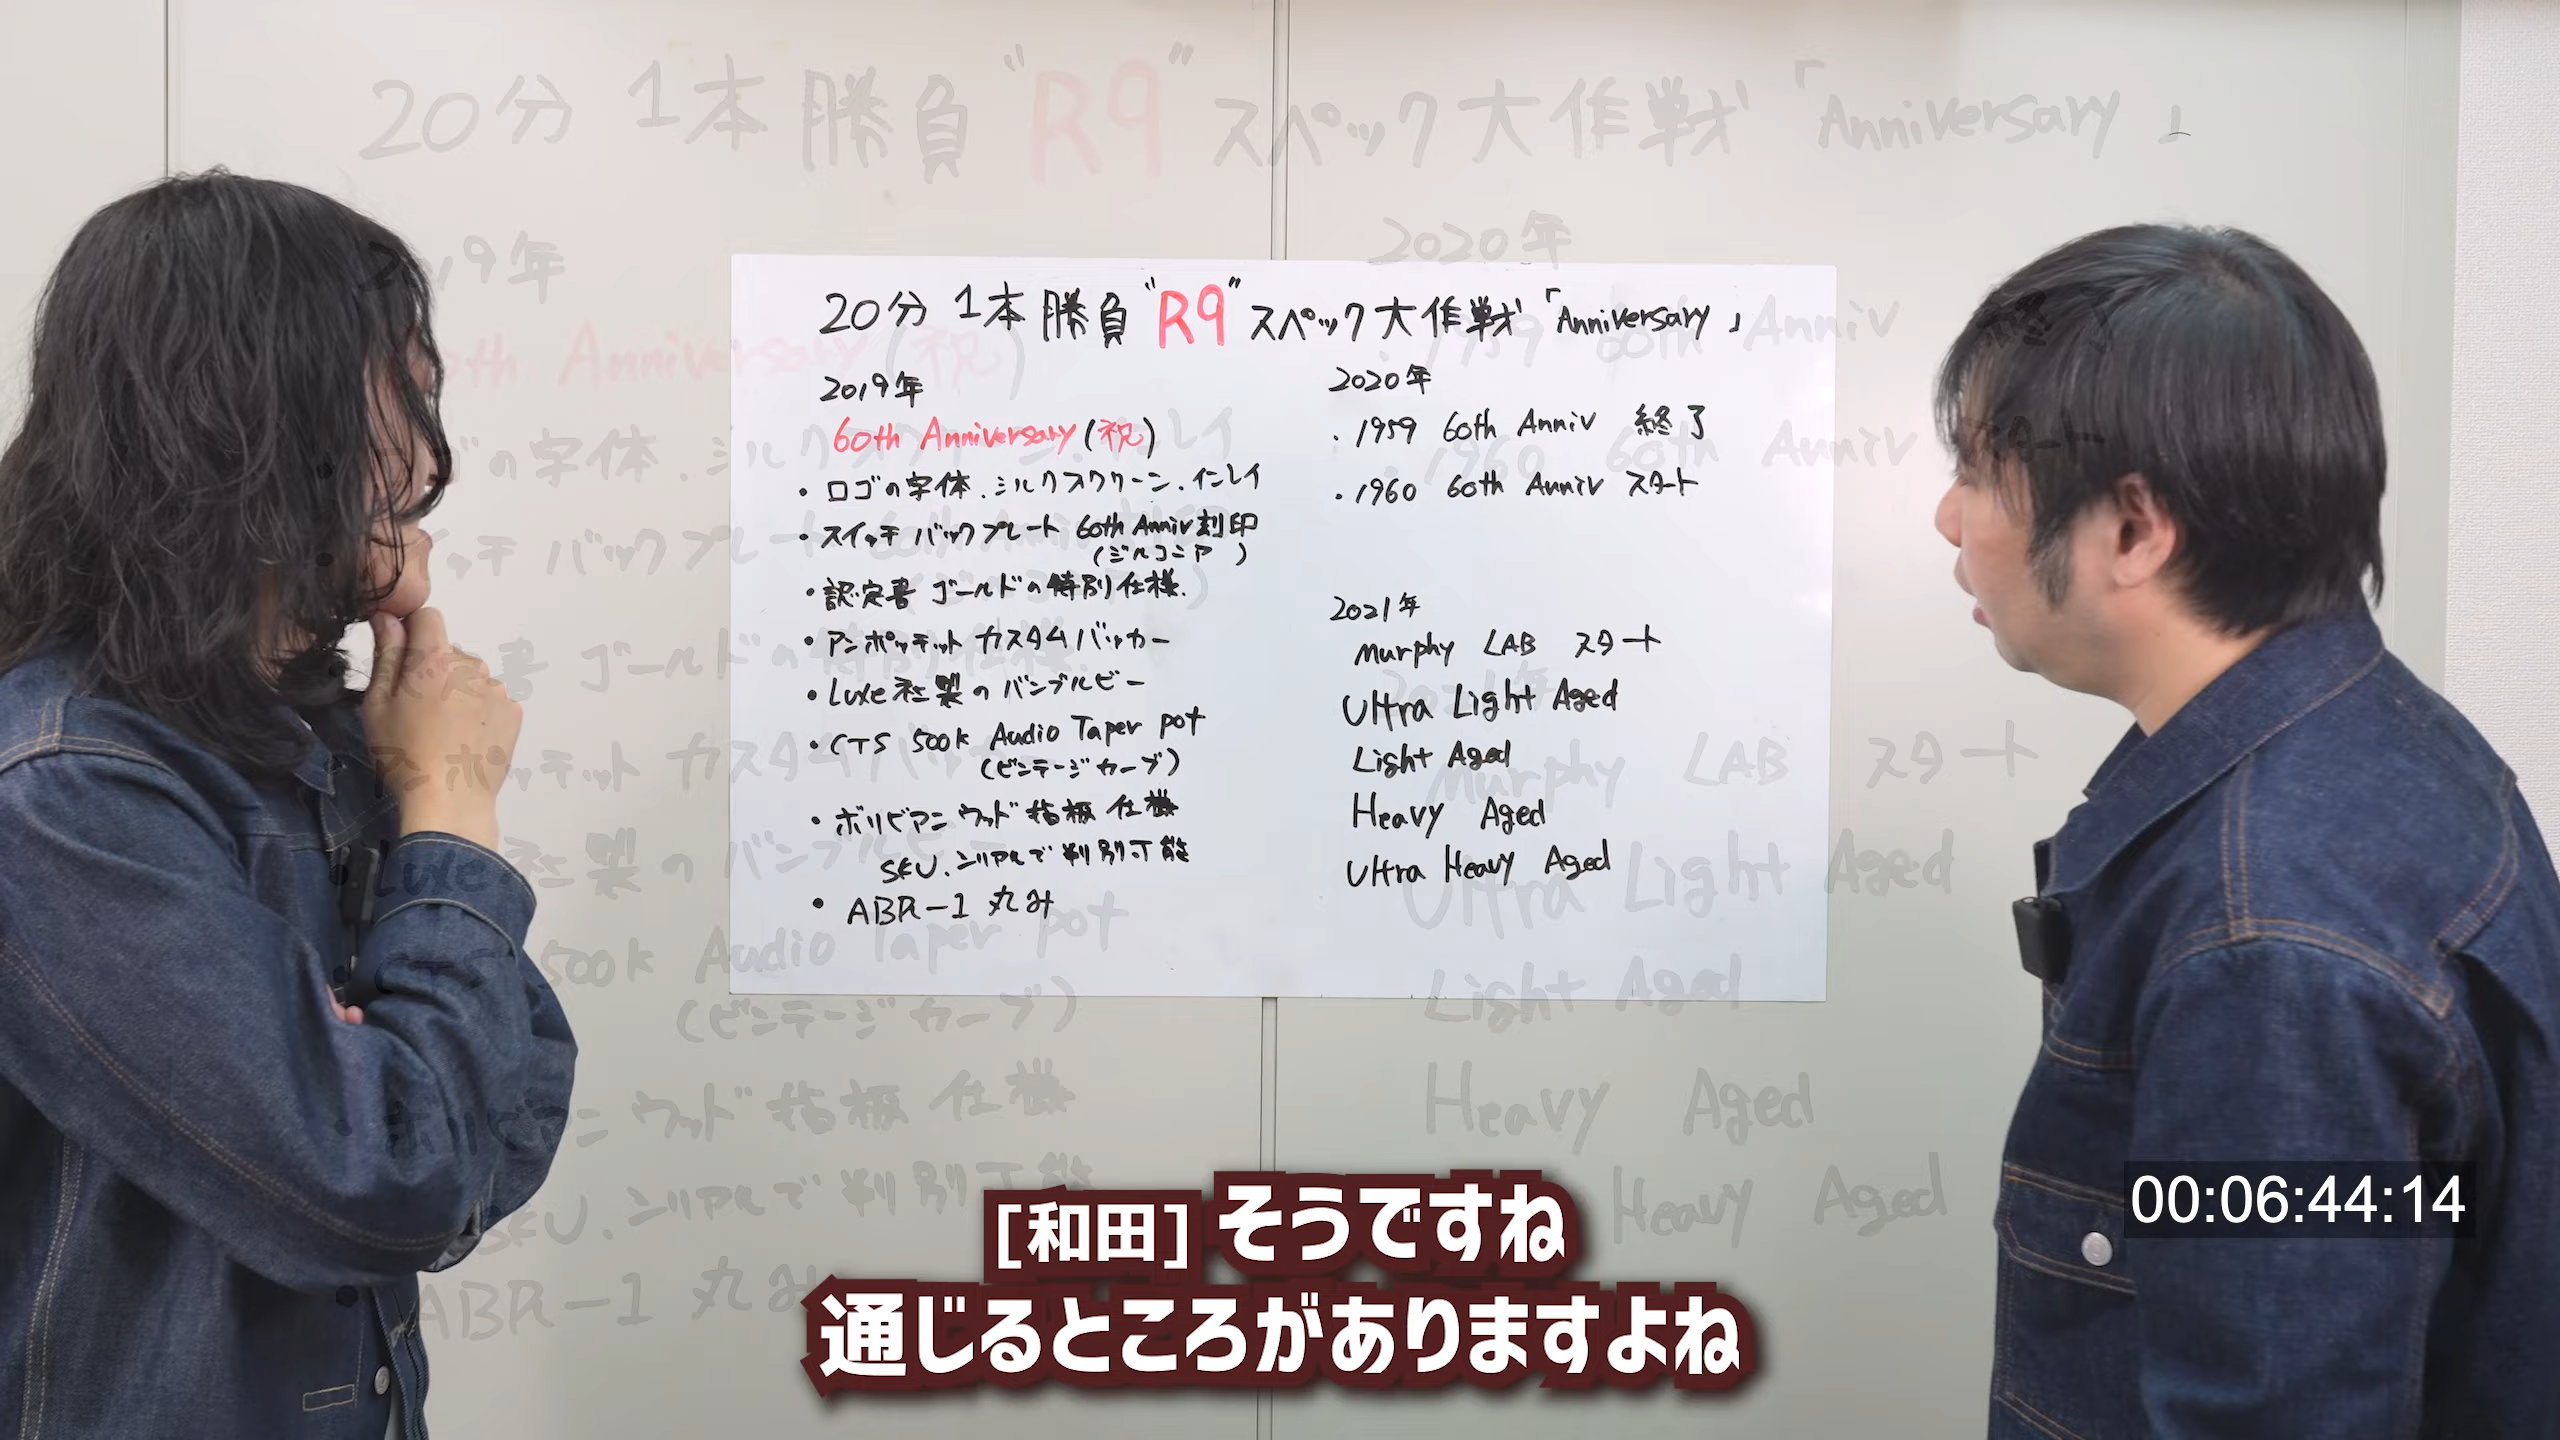 20分 1本 勝負 "R9" スペック大作戦「Anniversary」
2019年
60th Anniversary (祝)
・ロゴの字体.シルクスクリーン.インレイ
・スイッチ バックプレート 60th Anniv 刻印
(ジルコニア )
・認定書 ゴールドの特別仕様.
・アンポッテット カスタムバッカー
・Luxe社製のバンブルビー
・CTS 500k Audio Taper pot
(ビンテージカーブ)
・ボリビアン ウッド 指板 仕様
SKU.シリアルで判別可能
・ABR-1 丸み
2020年
・1959 60th Anniv 終了
・1960 60th Anniv スタート
2021年
Murphy LAB スタート
Ultra Light Aged
Light Aged
Heavy Aged
Ultra Heavy Aged
00:06:44:14
[和田] そうですね
通じるところがありますよね